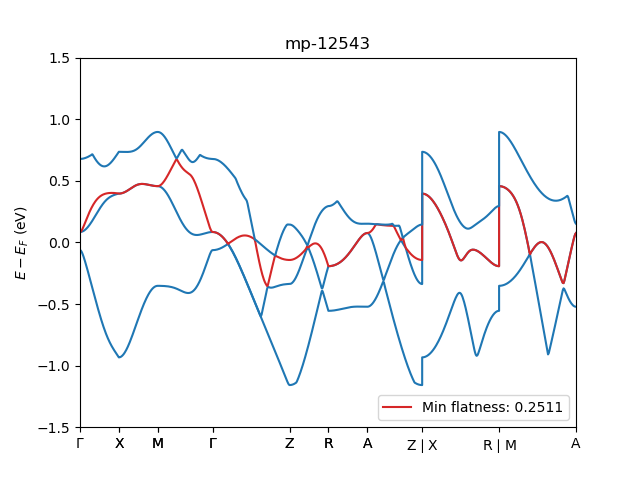 mp-12543
E − E_F (eV)
1.5
1.0
0.5
0.0
−0.5
−1.0
−1.5
Γ X M Γ Z R A Z | X R | M A
Min flatness: 0.2511